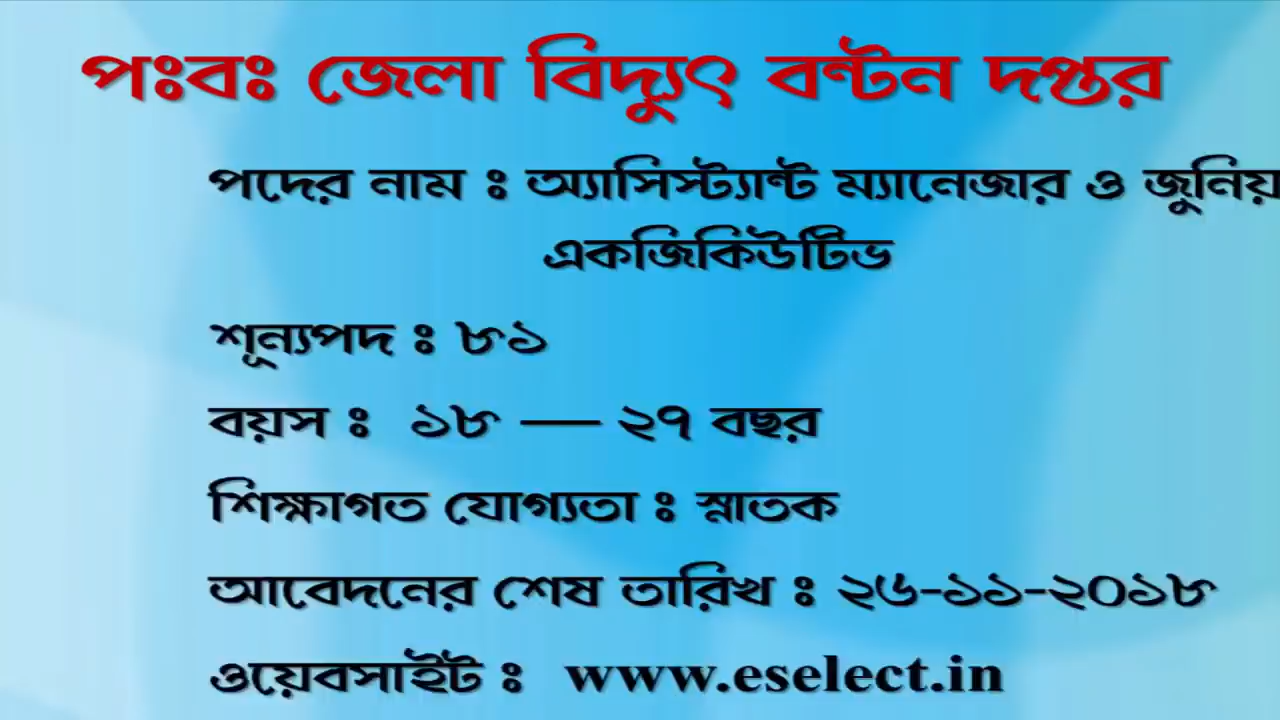 পঃবঃ জেলা বিদ্যুৎ বণ্টন দপ্তর
পদের নাম ঃ অ্যাসিস্ট্যান্ট ম্যানেজার ও জুনিয়
একজিকিউটিভ
শূন্যপদ ঃ ৮১
বয়স ঃ ১৮ — ২৭ বছর
শিক্ষাগত যোগ্যতা ঃ স্নাতক
আবেদনের শেষ তারিখ ঃ ২৬-১১-২০১৮
ওয়েবসাইট ঃ www.eselect.in